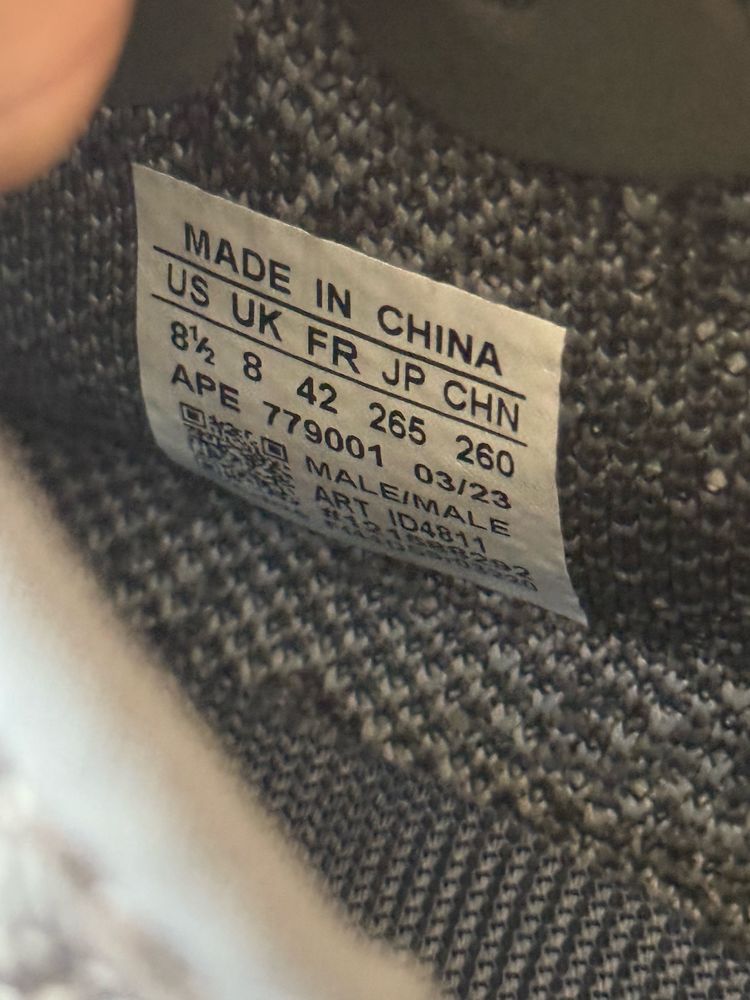 MADE IN CHINA
US UK FR JP CHN
8½ 8 42 265 260
APE 779001 03/23
MALE/MALE
ART ID4811